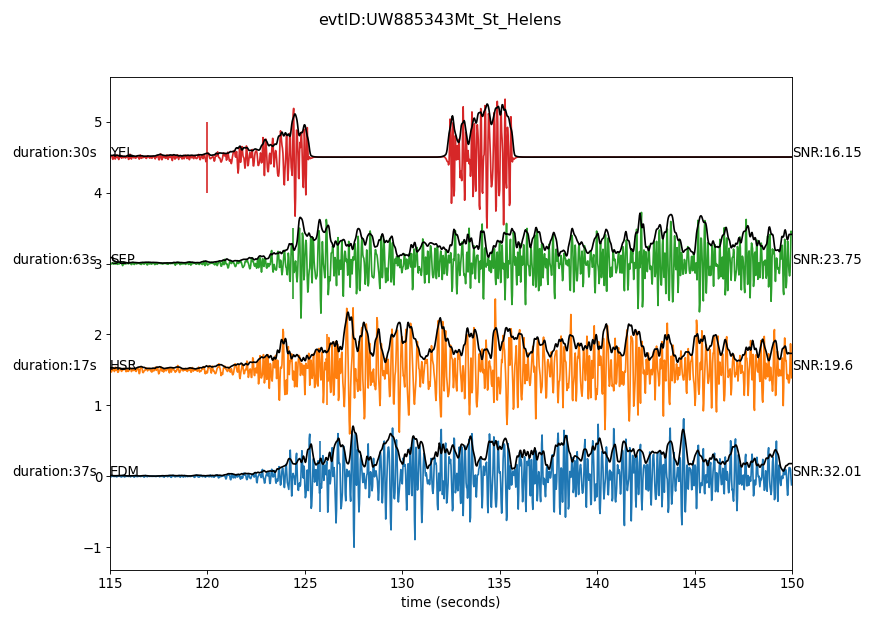 evtID:UW885343Mt_St_Helens
5
duration:30s YEL SNR:16.15
4
duration:63s SEP 3 SNR:23.75
2
duration:17s HSR SNR:19.6
1
duration:37s EDM 0 SNR:32.01
−1
115 120 125 130 135 140 145 150
time (seconds)